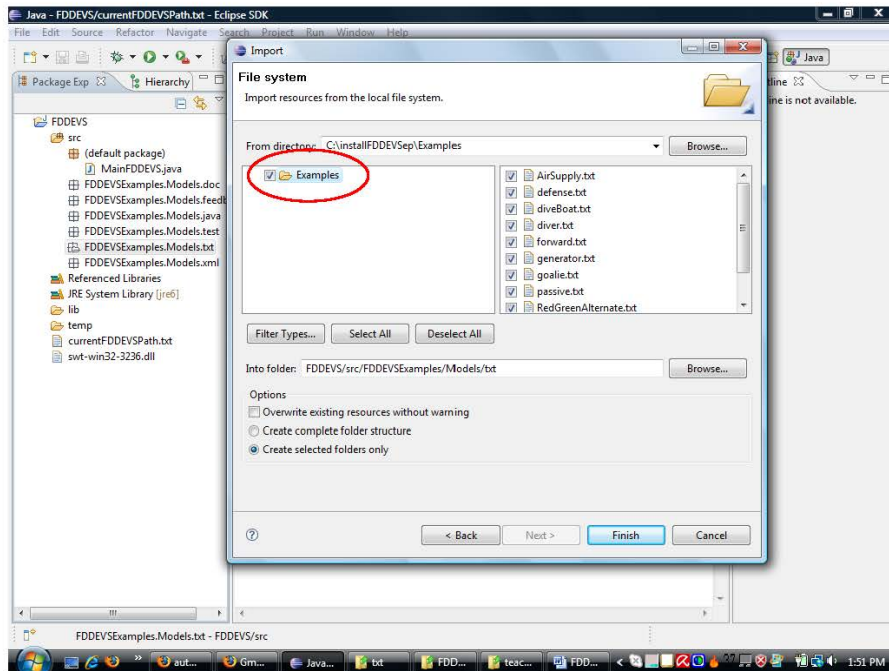 Java - FDDEVS/currentFDDEVSPath.txt - Eclipse SDK
File Edit Source Refactor Navigate Search Project Run Window Help
Import
Java
Package Exp
Hierarchy
tline
ine is not available.
File system
Import resources from the local file system.
FDDEVS
src
(default package)
MainFDDEVS.java
FDDEVSExamples.Models.doc
FDDEVSExamples.Models.feedb
FDDEVSExamples.Models.java
FDDEVSExamples.Models.test
FDDEVSExamples.Models.txt
FDDEVSExamples.Models.xml
Referenced Libraries
JRE System Library [jre6]
lib
temp
currentFDDEVSPath.txt
swt-win32-3236.dll
From directory: C:\installFDDEVSep\Examples
Browse...
Examples
AirSupply.txt
defense.txt
diveBoat.txt
diver.txt
forward.txt
generator.txt
goalie.txt
passive.txt
RedGreenAlternate.txt
Filter Types...
Select All
Deselect All
Into folder: FDDEVS/src/FDDEVSExamples/Models/txt
Browse...
Options
Overwrite existing resources without warning
Create complete folder structure
Create selected folders only
< Back
Next >
Finish
Cancel
FDDEVSExamples.Models.txt - FDDEVS/src
aut...
Gm...
Java...
txt
FDD...
teac...
FDD...
1:51 PM